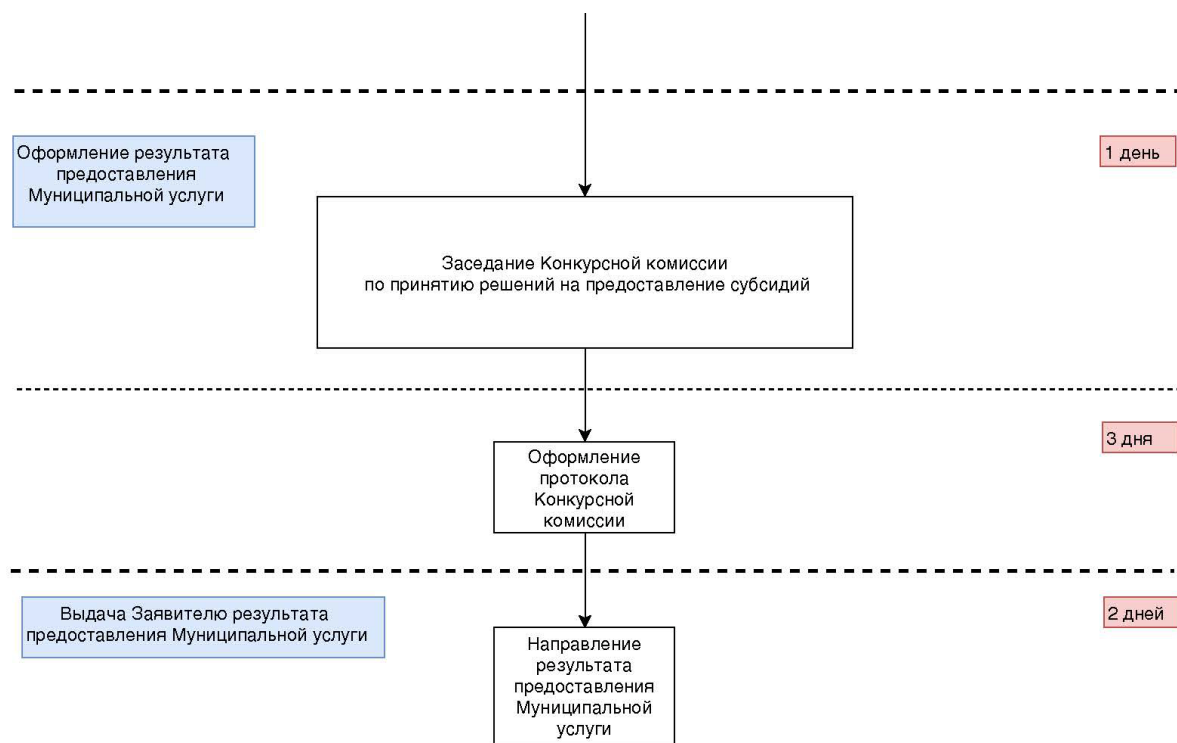 Оформление результата
предоставления
Муниципальной услуги
1 день
Заседание Конкурсной комиссии
по принятию решений на предоставление субсидий
3 дня
Оформление
протокола
Конкурсной
комиссии
Выдача Заявителю результата
предоставления Муниципальной услуги
2 дней
Направление
результата
предоставления
Муниципальной
услуги